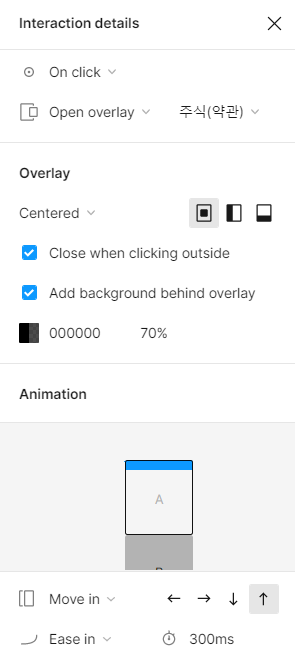 Interaction details
On click
Open overlay 주식(약관)
Overlay
Centered
Close when clicking outside
Add background behind overlay
000000 70%
Animation
A
Move in
Ease in 300ms